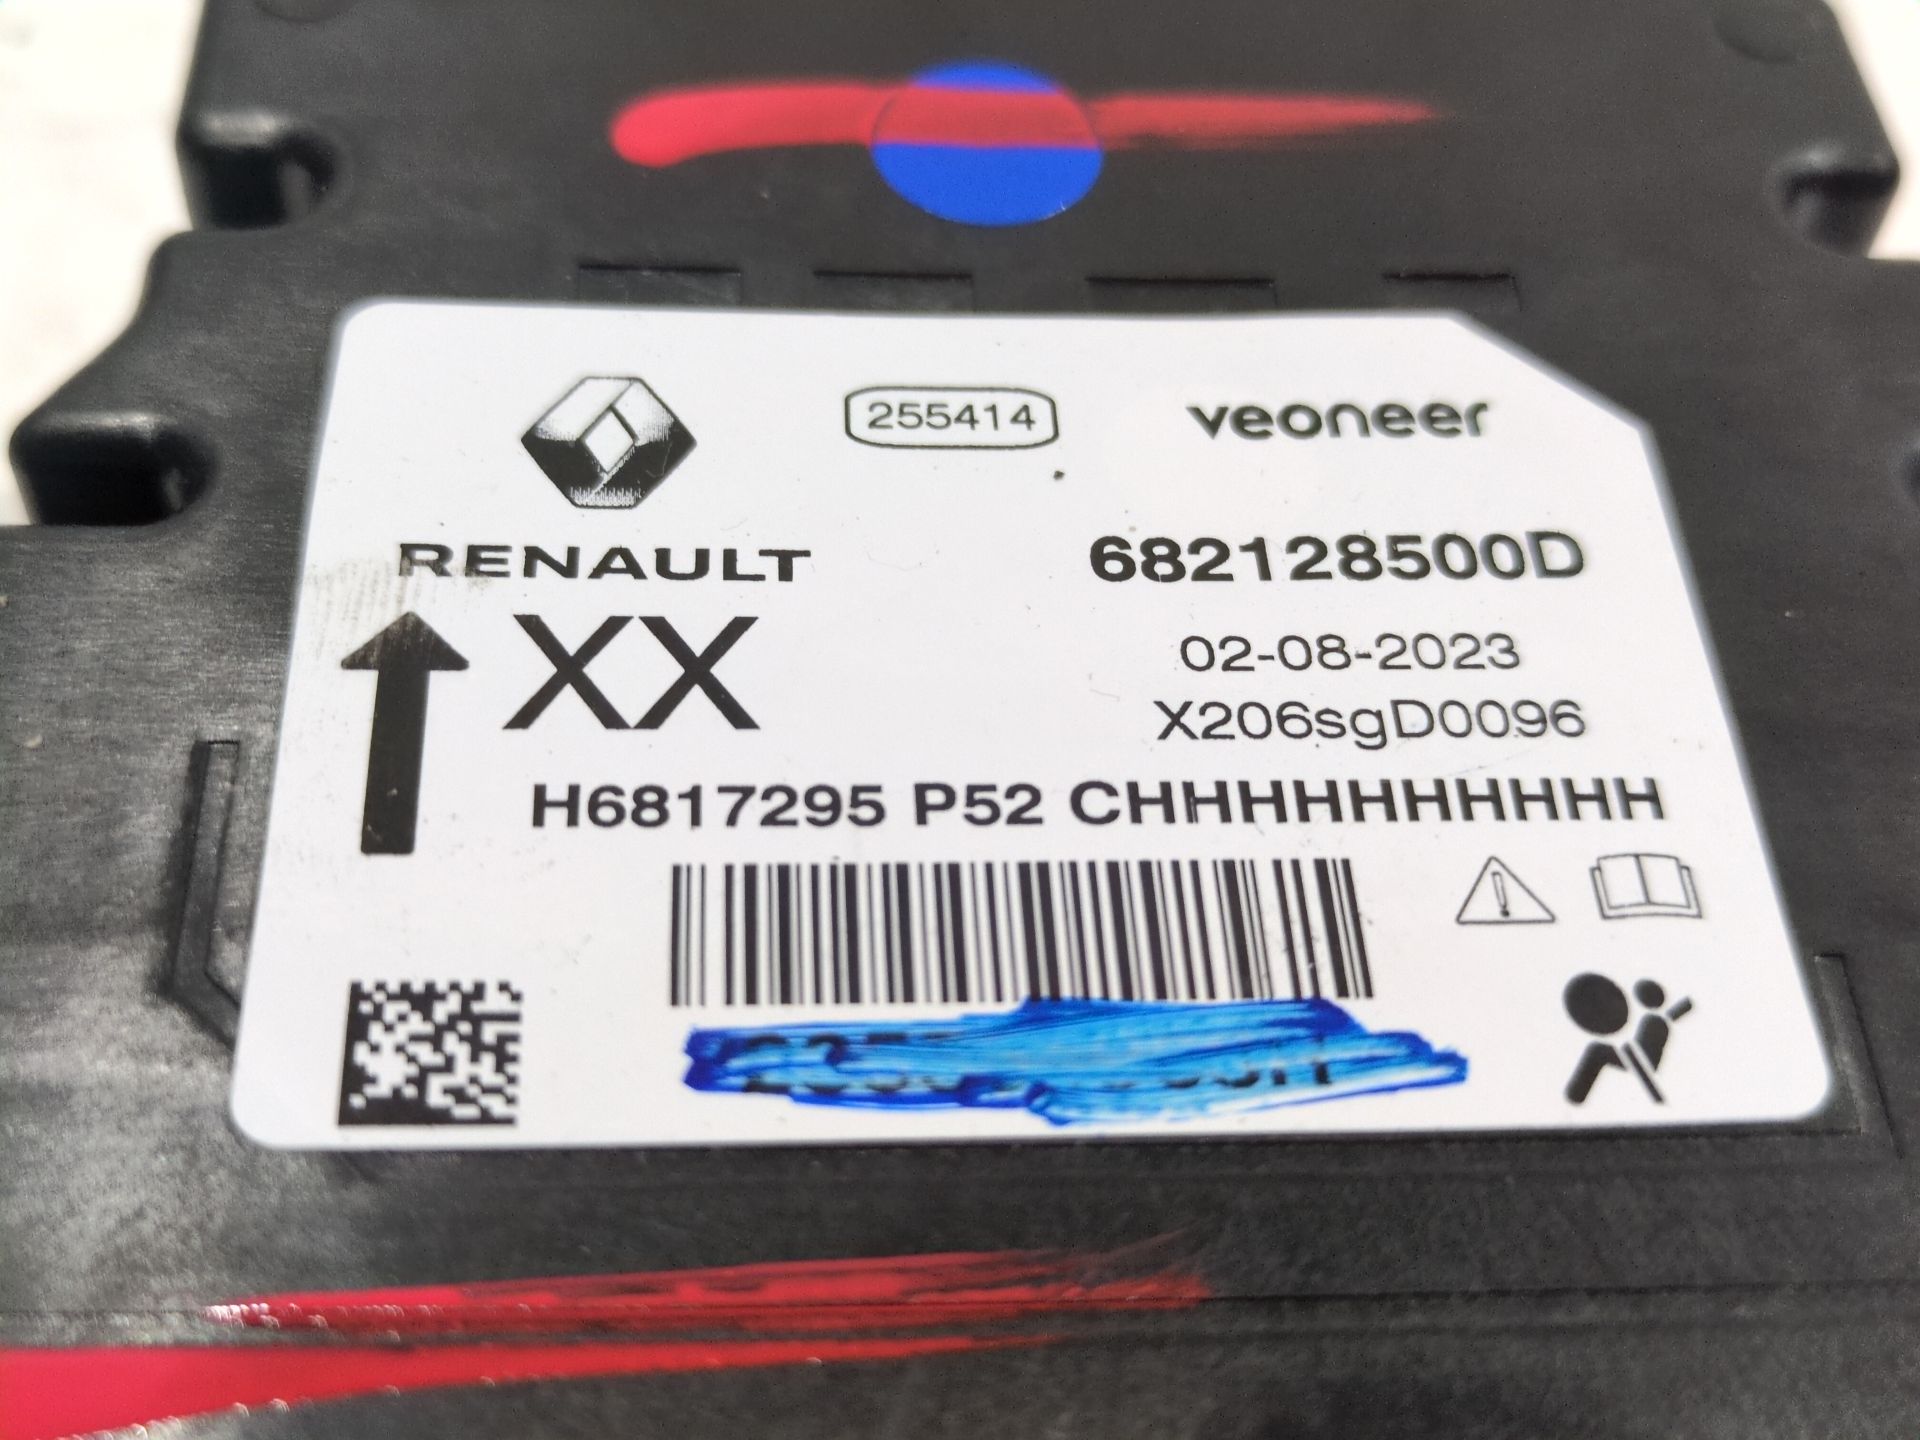 255414
veoneer
RENAULT
682128500D
XX
02-08-2023
X206sgD0096
H6817295 P52 CHHHHHHHHHH